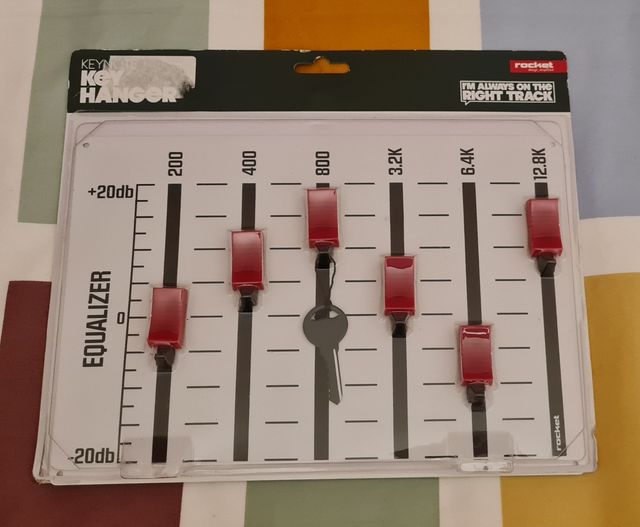 KEYNOTE
KEY
HANGER
rocket
I'M ALWAYS ON THE
RIGHT TRACK
200
400
800
3.2K
6.4K
12.8K
+20db
EQUALIZER
0
-20db
rocket